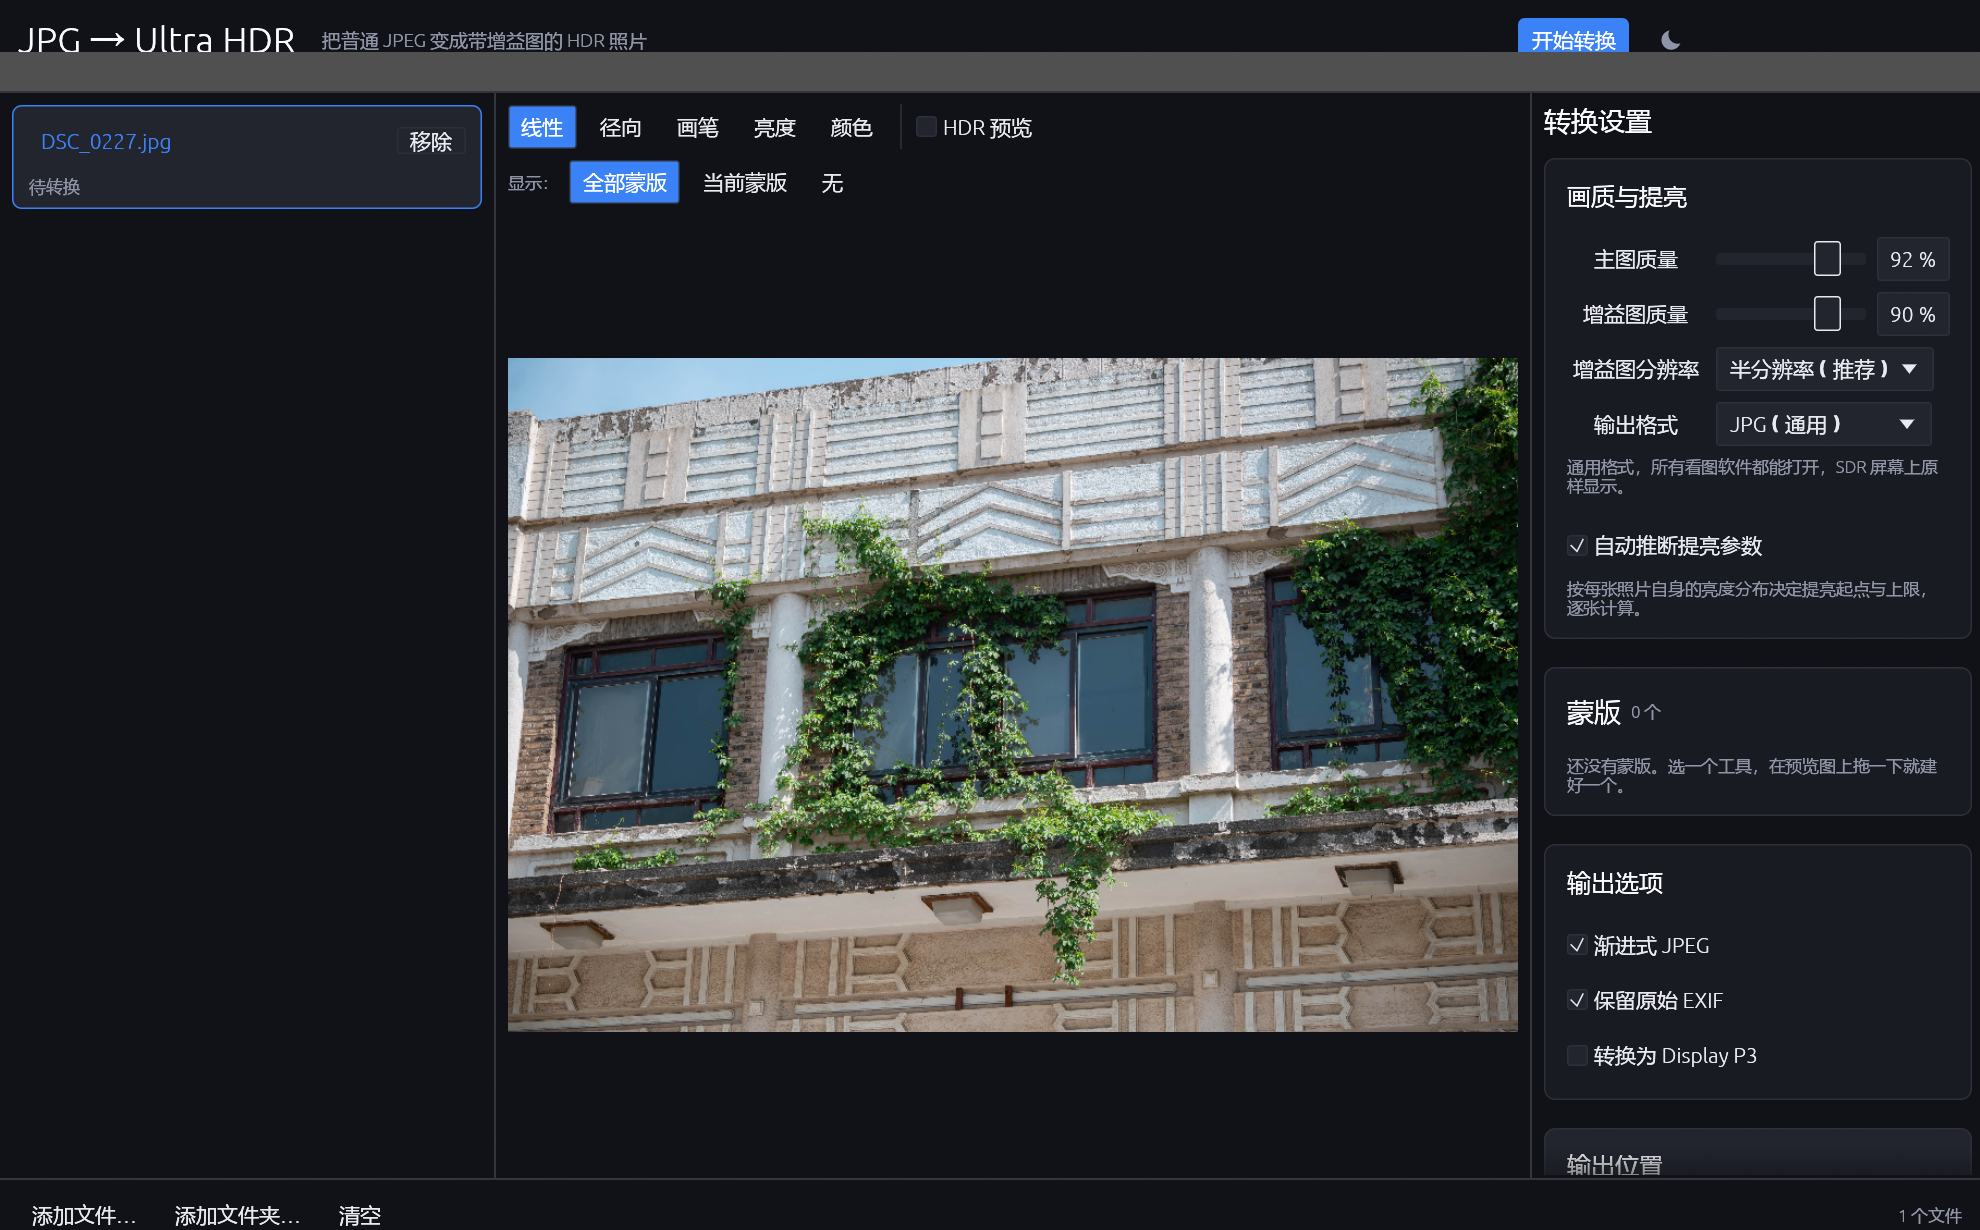 JPG → Ultra HDR 把普通 JPEG 变成带增益图的 HDR 照片 开始转换
DSC_0227.jpg 移除
待转换
线性 径向 画笔 亮度 颜色 HDR 预览
显示： 全部蒙版 当前蒙版 无
转换设置
画质与提亮
主图质量 92 %
增益图质量 90 %
增益图分辨率 半分辨率（推荐）
输出格式 JPG（通用）
通用格式，所有看图软件都能打开，SDR 屏幕上原
样显示。
自动推断提亮参数
按每张照片自身的亮度分布决定提亮起点与上限，
逐张计算。
蒙版 0 个
还没有蒙版。选一个工具，在预览图上拖一下就建
好一个。
输出选项
渐进式 JPEG
保留原始 EXIF
转换为 Display P3
输出位置
添加文件... 添加文件夹... 清空 1 个文件